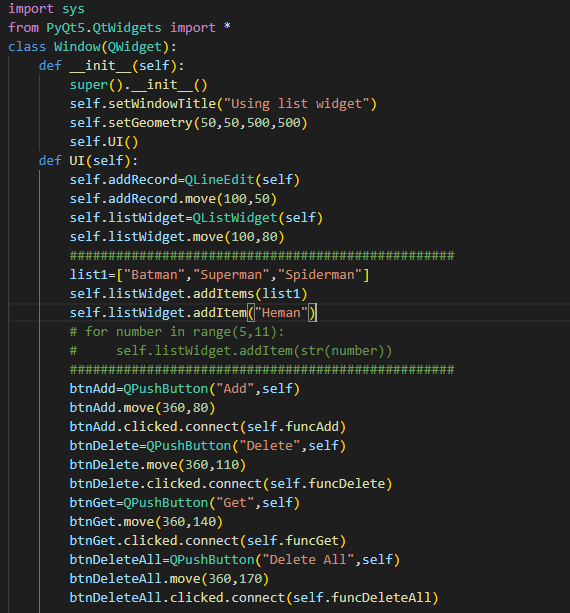 import sys
from PyQt5.QtWidgets import *
class Window(QWidget):
    def __init__(self):
        super().__init__()
        self.setWindowTitle("Using list widget")
        self.setGeometry(50,50,500,500)
        self.UI()
    def UI(self):
        self.addRecord=QLineEdit(self)
        self.addRecord.move(100,50)
        self.listWidget=QListWidget(self)
        self.listWidget.move(100,80)
        ##################################################
        list1=["Batman","Superman","Spiderman"]
        self.listWidget.addItems(list1)
        self.listWidget.addItem("Heman")
        # for number in range(5,11):
        #     self.listWidget.addItem(str(number))
        ##################################################
        btnAdd=QPushButton("Add",self)
        btnAdd.move(360,80)
        btnAdd.clicked.connect(self.funcAdd)
        btnDelete=QPushButton("Delete",self)
        btnDelete.move(360,110)
        btnDelete.clicked.connect(self.funcDelete)
        btnGet=QPushButton("Get",self)
        btnGet.move(360,140)
        btnGet.clicked.connect(self.funcGet)
        btnDeleteAll=QPushButton("Delete All",self)
        btnDeleteAll.move(360,170)
        btnDeleteAll.clicked.connect(self.funcDeleteAll)